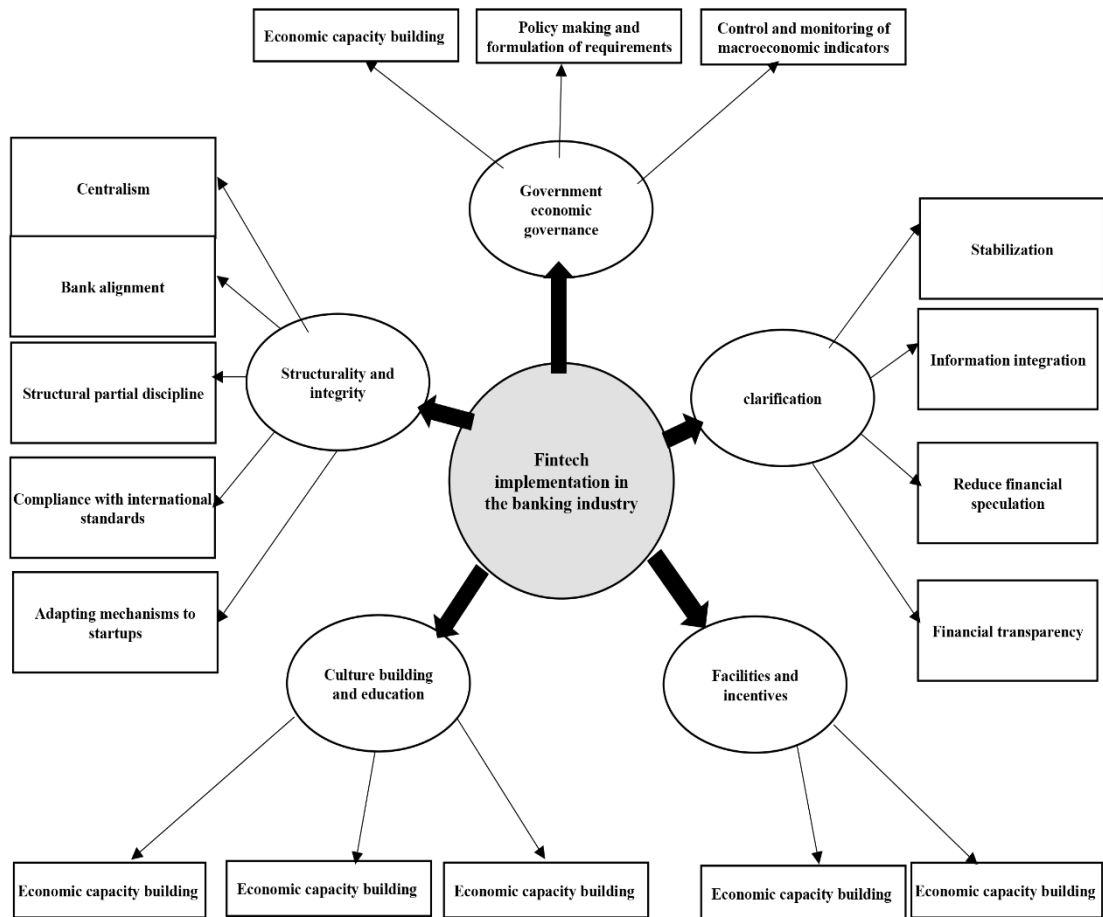 Economic capacity building
Policy making and
formulation of requirements
Control and monitoring of
macroeconomic indicators
Government
economic
governance
Centralism
Bank alignment
Structural partial discipline
Compliance with international
standards
Adapting mechanisms to
startups
Structurality and
integrity
Stabilization
Information integration
Reduce financial
speculation
Financial transparency
clarification
Fintech
implementation in
the banking industry
Culture building
and education
Facilities and
incentives
Economic capacity building
Economic capacity building
Economic capacity building
Economic capacity building
Economic capacity building